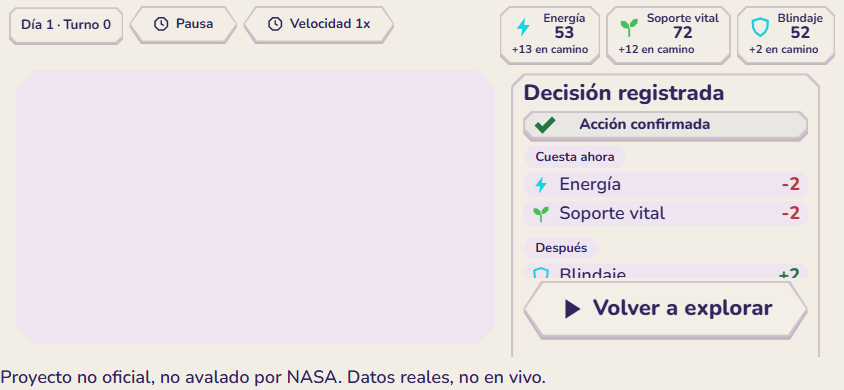 Día 1 · Turno 0
Pausa
Velocidad 1x
Energía
53
+13 en camino
Soporte vital
72
+12 en camino
Blindaje
52
+2 en camino
Decisión registrada
Acción confirmada
Cuesta ahora
Energía -2
Soporte vital -2
Después
Blindaje +2
Volver a explorar
Proyecto no oficial, no avalado por NASA. Datos reales, no en vivo.